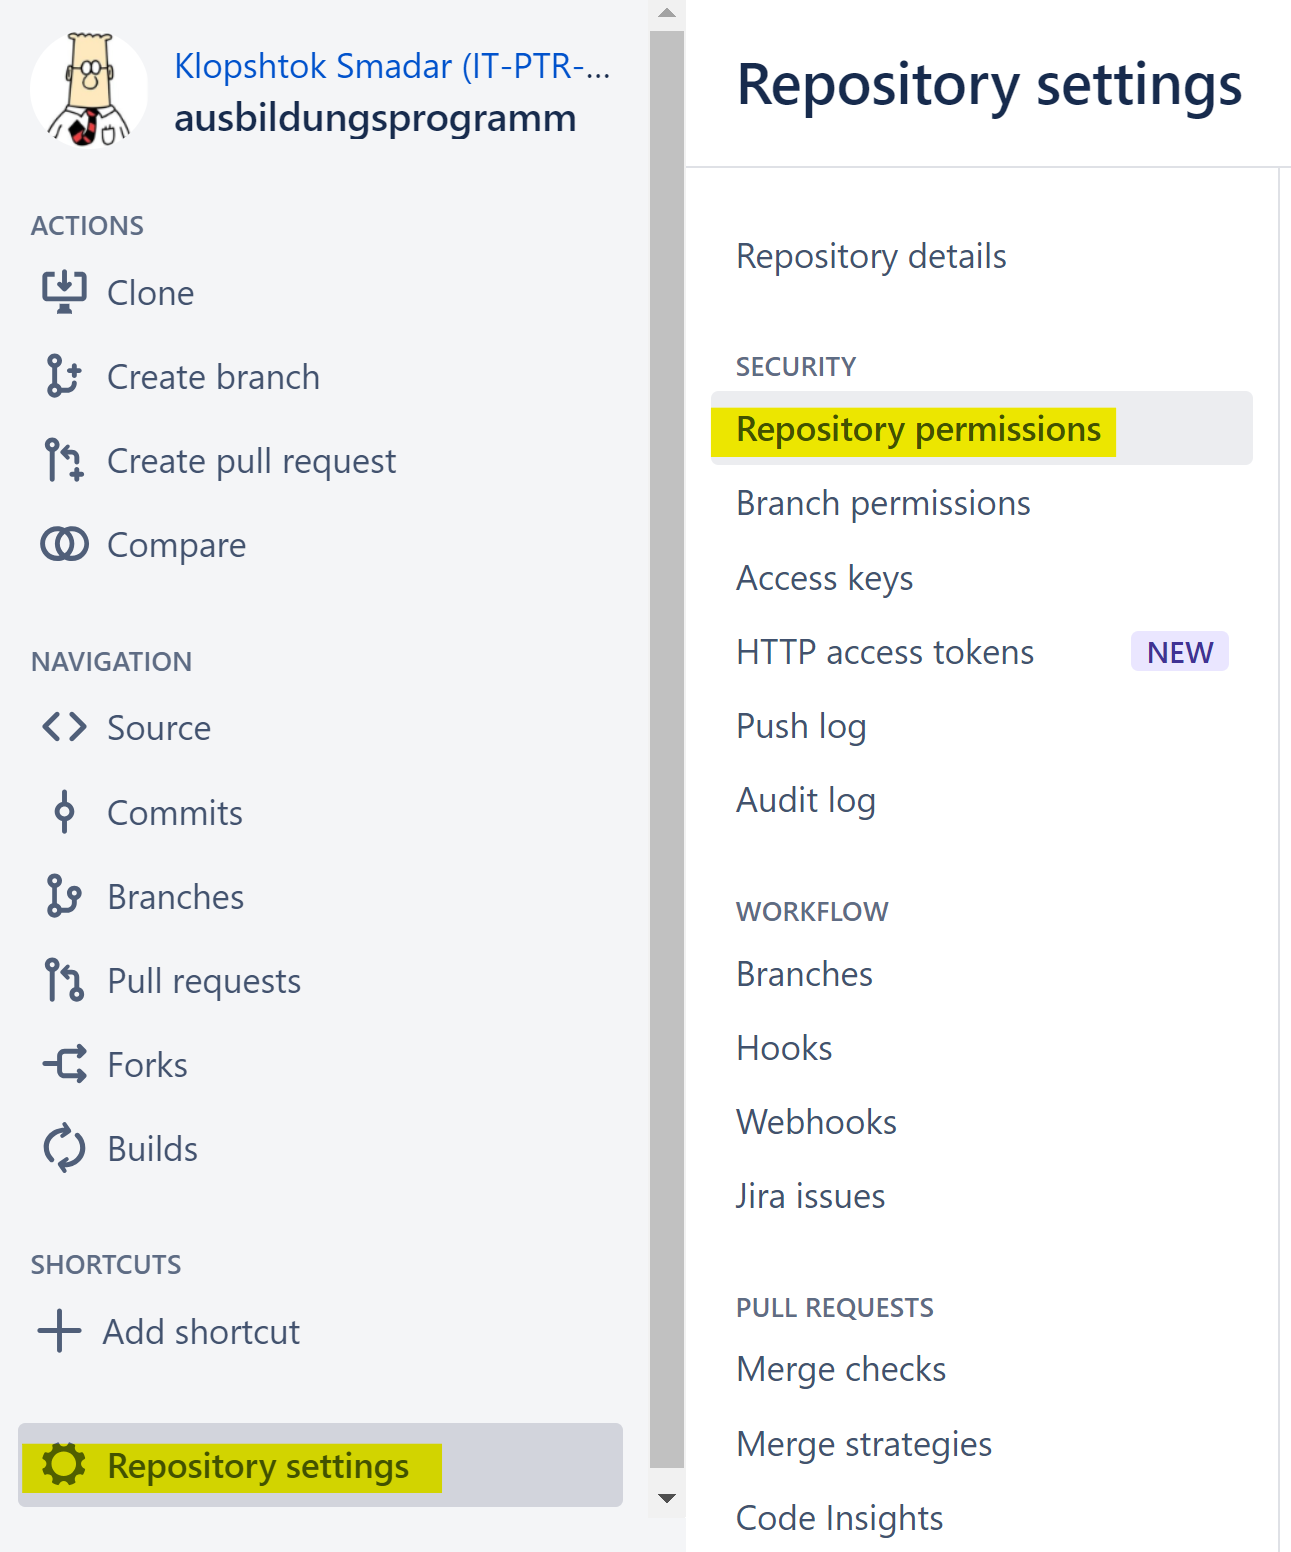 Klopshtok Smadar (IT-PTR-...
ausbildungsprogramm
ACTIONS
Clone
Create branch
Create pull request
Compare
NAVIGATION
Source
Commits
Branches
Pull requests
Forks
Builds
SHORTCUTS
Add shortcut
Repository settings
Repository settings
Repository details
SECURITY
Repository permissions
Branch permissions
Access keys
HTTP access tokens NEW
Push log
Audit log
WORKFLOW
Branches
Hooks
Webhooks
Jira issues
PULL REQUESTS
Merge checks
Merge strategies
Code Insights